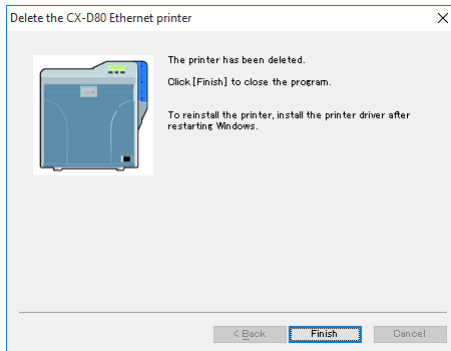 Delete the CX-D80 Ethernet printer
The printer has been deleted.
Click [Finish] to close the program.
To reinstall the printer, install the printer driver after
restarting Windows.
< Back
Finish
Cancel